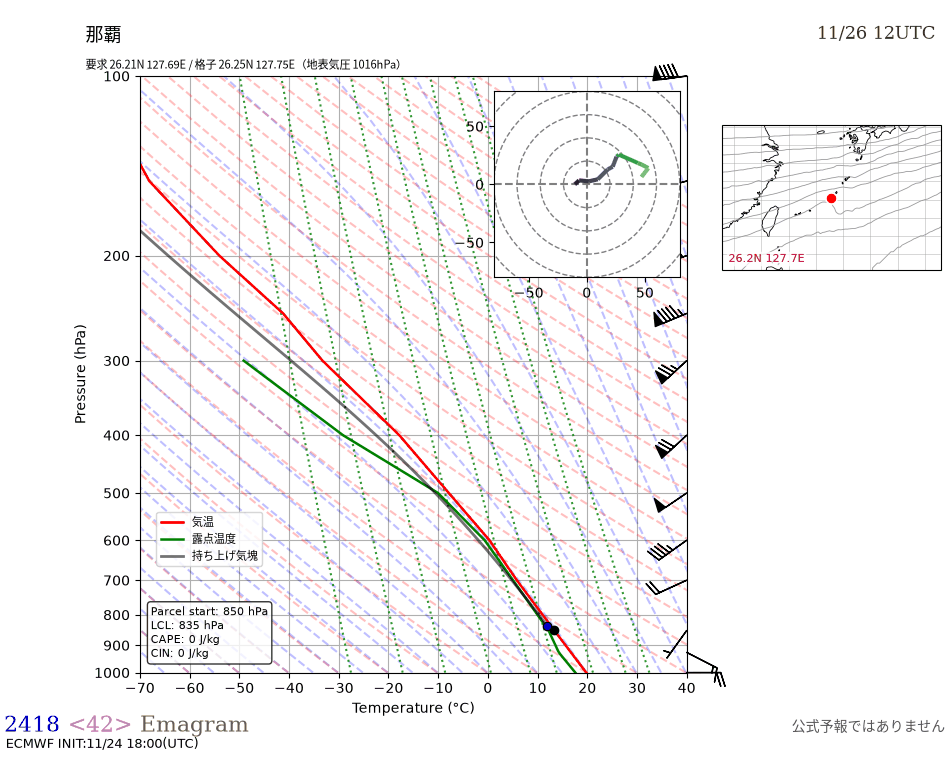 那覇
11/26 12UTC
要求 26.21N 127.69E / 格子 26.25N 127.75E（地表気圧 1016hPa）
100
200
300
400
500
600
700
800
900
1000
Pressure (hPa)
50
0
−50
−50 0 50
26.2N 127.7E
気温
露点温度
持ち上げ気塊
Parcel start: 850 hPa
LCL: 835 hPa
CAPE: 0 J/kg
CIN: 0 J/kg
−70 −60 −50 −40 −30 −20 −10 0 10 20 30 40
Temperature (°C)
2418 <42> Emagram
公式予報ではありません
ECMWF INIT:11/24 18:00(UTC)